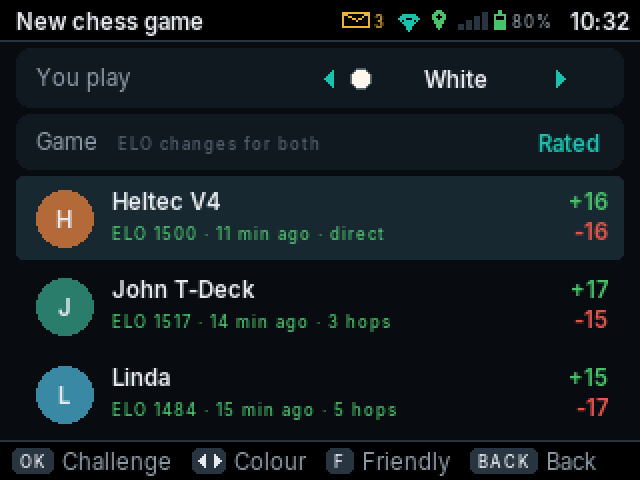 New chess game 3 80% 10:32
You play White
Game ELO changes for both Rated
H Heltec V4 +16
ELO 1500 · 11 min ago · direct -16
J John T-Deck +17
ELO 1517 · 14 min ago · 3 hops -15
L Linda +15
ELO 1484 · 15 min ago · 5 hops -17
OK Challenge Colour F Friendly BACK Back